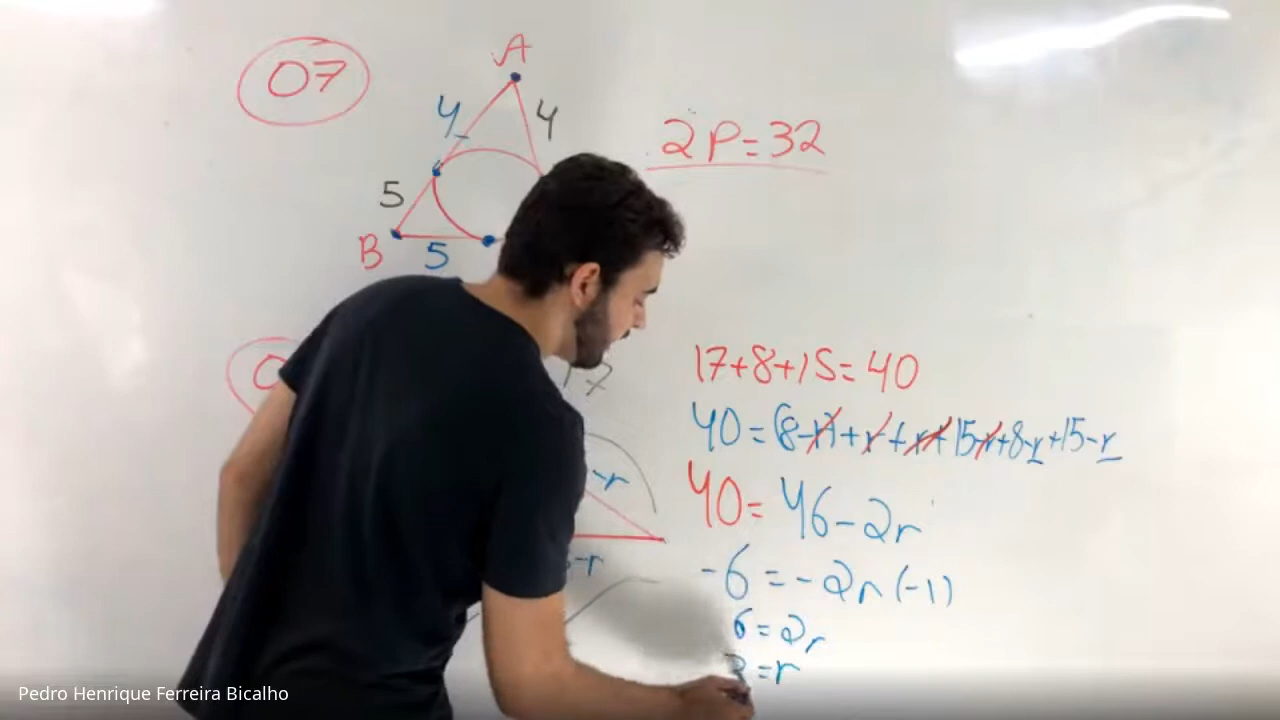 07
A
4
4
2P=32
5
B
5
17
17+8+15=40
40=(8-r)+r+r+15-r+8-r+15-r
-r
40=46-2r
-r
-6=-2r(-1)
6=2r
3=r
Pedro Henrique Ferreira Bicalho